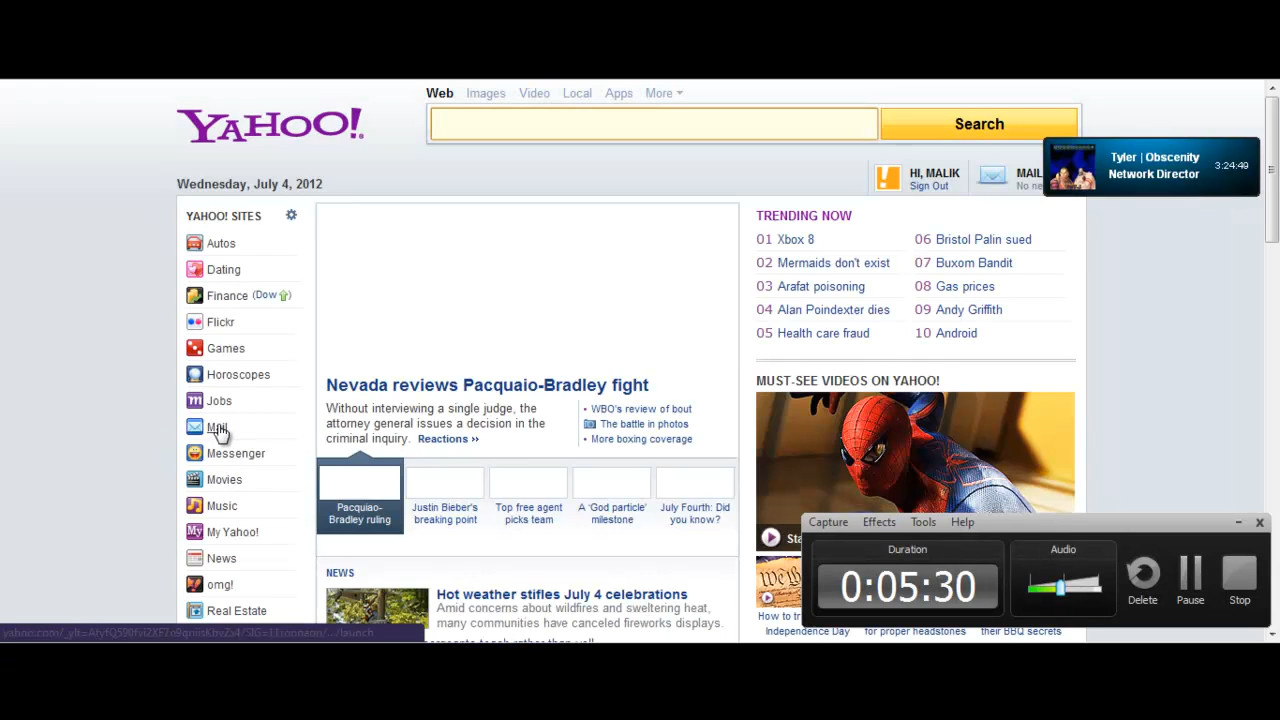 Web Images Video Local Apps More
YAHOO!
Search
Tyler | Obscenity
Network Director
3:24:49
HI, MALIK
Sign Out
MAIL
Wednesday, July 4, 2012
YAHOO! SITES
Autos
Dating
Finance (Dow)
Flickr
Games
Horoscopes
Jobs
Mail
Messenger
Movies
Music
My Yahoo!
News
omg!
Real Estate
Nevada reviews Pacquaio-Bradley fight
Without interviewing a single judge, the
attorney general issues a decision in the
criminal inquiry. Reactions »
• WBO's review of bout
The battle in photos
• More boxing coverage
Pacquiao-
Bradley ruling
Justin Bieber's
breaking point
Top free agent
picks team
A 'God particle'
milestone
July Fourth: Did
you know?
NEWS
Hot weather stifles July 4 celebrations
Amid concerns about wildfires and sweltering heat,
many communities have canceled fireworks displays.
TRENDING NOW
01 Xbox 8
02 Mermaids don't exist
03 Arafat poisoning
04 Alan Poindexter dies
05 Health care fraud
06 Bristol Palin sued
07 Buxom Bandit
08 Gas prices
09 Andy Griffith
10 Android
MUST-SEE VIDEOS ON YAHOO!
We the
How to
Independence Day
for proper headstones
their BBQ secrets
Capture Effects Tools Help
Duration
0:05:30
Audio
Delete
Pause
Stop